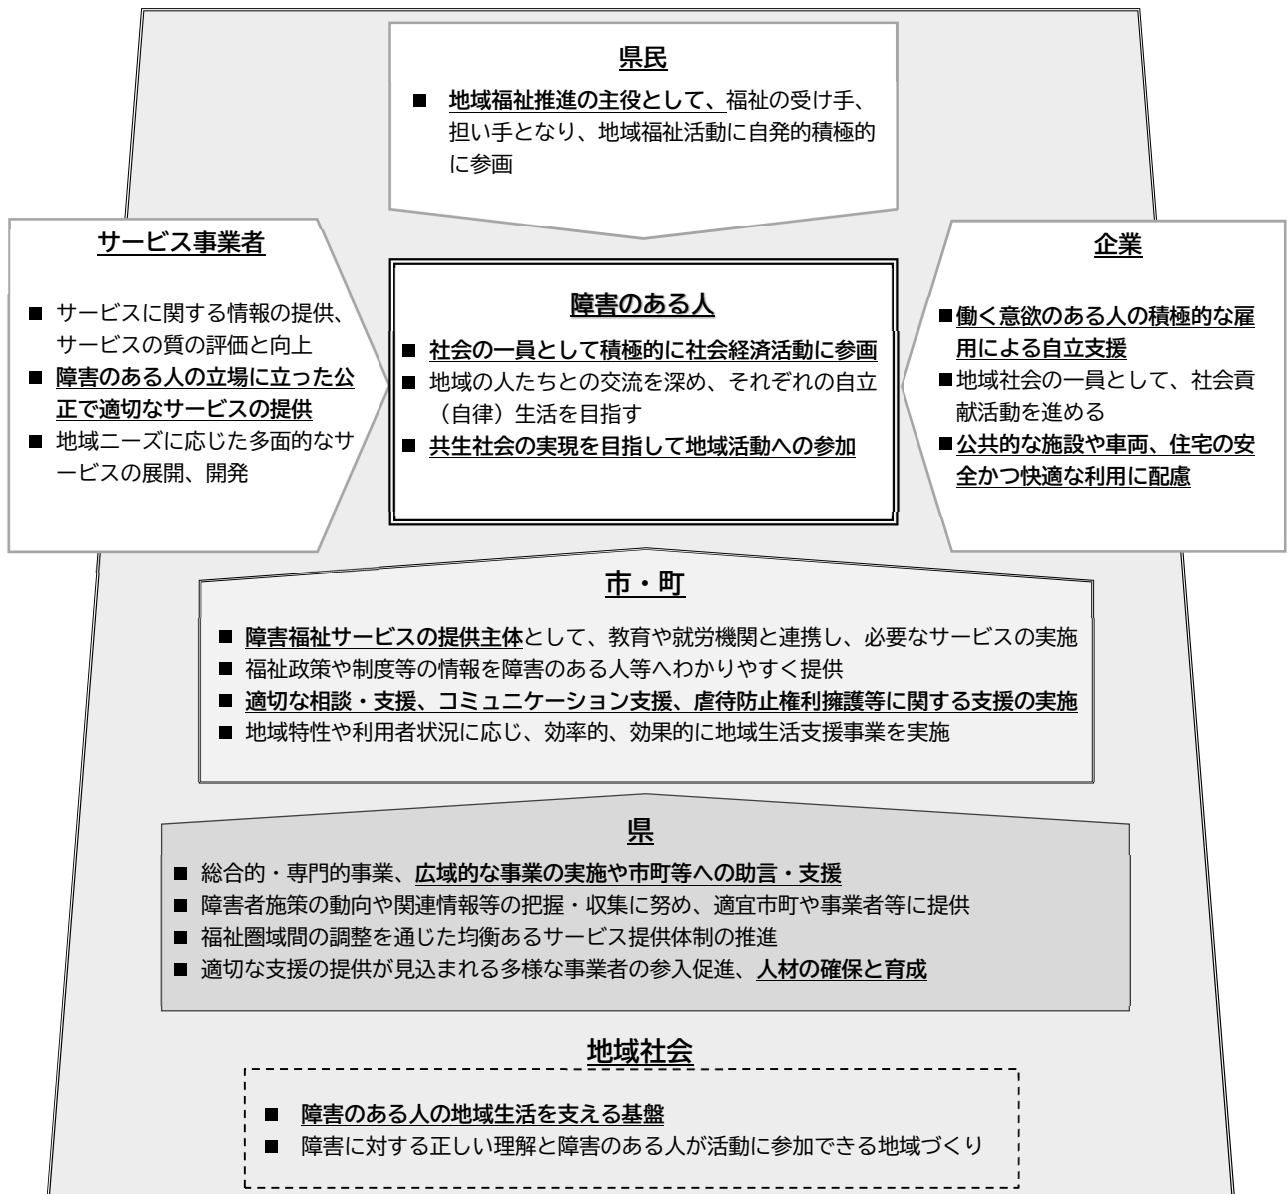 県民
■ 地域福祉推進の主役として、福祉の受け手、
担い手となり、地域福祉活動に自発的積極的
に参画
サービス事業者
■ サービスに関する情報の提供、
サービスの質の評価と向上
■ 障害のある人の立場に立った公
正で適切なサービスの提供
■ 地域ニーズに応じた多面的なサ
ービスの展開、開発
障害のある人
■ 社会の一員として積極的に社会経済活動に参画
■ 地域の人たちとの交流を深め、それぞれの自立
（自律）生活を目指す
■ 共生社会の実現を目指して地域活動への参加
企業
■働く意欲のある人の積極的な雇
用による自立支援
■地域社会の一員として、社会貢
献活動を進める
■公共的な施設や車両、住宅の安
全かつ快適な利用に配慮
市・町
■ 障害福祉サービスの提供主体として、教育や就労機関と連携し、必要なサービスの実施
■ 福祉政策や制度等の情報を障害のある人等へわかりやすく提供
■ 適切な相談・支援、コミュニケーション支援、虐待防止権利擁護等に関する支援の実施
■ 地域特性や利用者状況に応じ、効率的、効果的に地域生活支援事業を実施
県
■ 総合的・専門的事業、広域的な事業の実施や市町等への助言・支援
■ 障害者施策の動向や関連情報等の把握・収集に努め、適宜市町や事業者等に提供
■ 福祉圏域間の調整を通じた均衡あるサービス提供体制の推進
■ 適切な支援の提供が見込まれる多様な事業者の参入促進、人材の確保と育成
地域社会
■ 障害のある人の地域生活を支える基盤
■ 障害に対する正しい理解と障害のある人が活動に参加できる地域づくり